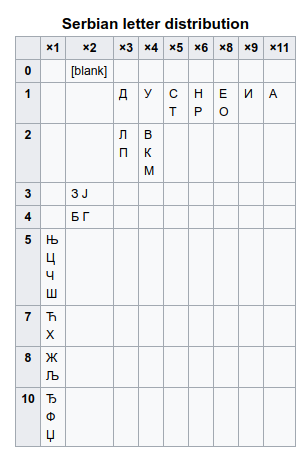 Serbian letter distribution
×1 ×2 ×3 ×4 ×5 ×6 ×8 ×9 ×11
0 [blank]
1 Д У С Т Н Р Е О И А
2 Л П В К М
3 З Ј
4 Б Г
5 Њ Ц Ч Ш
7 Ћ Х
8 Ж Љ
10 Ђ Ф Џ